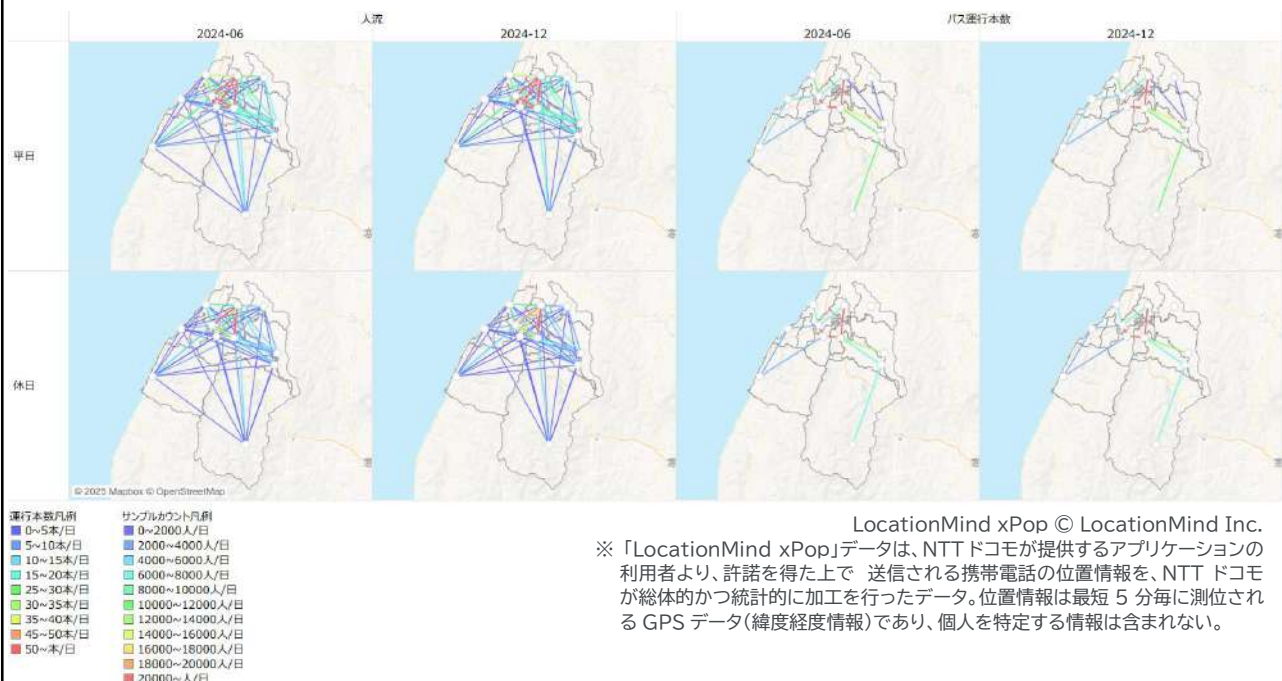 人流
バス運行本数
2024-06
2024-12
2024-06
2024-12
平日
休日
© 2025 Mapbox © OpenStreetMap
運行本数凡例
0~5本/日
5~10本/日
10~15本/日
15~20本/日
25~30本/日
30~35本/日
35~40本/日
45~50本/日
50~本/日
サンプルカウント凡例
0~2000人/日
2000~4000人/日
4000~6000人/日
6000~8000人/日
8000~10000人/日
10000~12000人/日
12000~14000人/日
14000~16000人/日
16000~18000人/日
18000~20000人/日
20000~人/日
LocationMind xPop © LocationMind Inc.
※ 「LocationMind xPop」データは、NTTドコモが提供するアプリケーションの
利用者より、許諾を得た上で 送信される携帯電話の位置情報を、NTT ドコモ
が総体的かつ統計的に加工を行ったデータ。位置情報は最短 5 分毎に測位され
る GPS データ(緯度経度情報)であり、個人を特定する情報は含まれない。